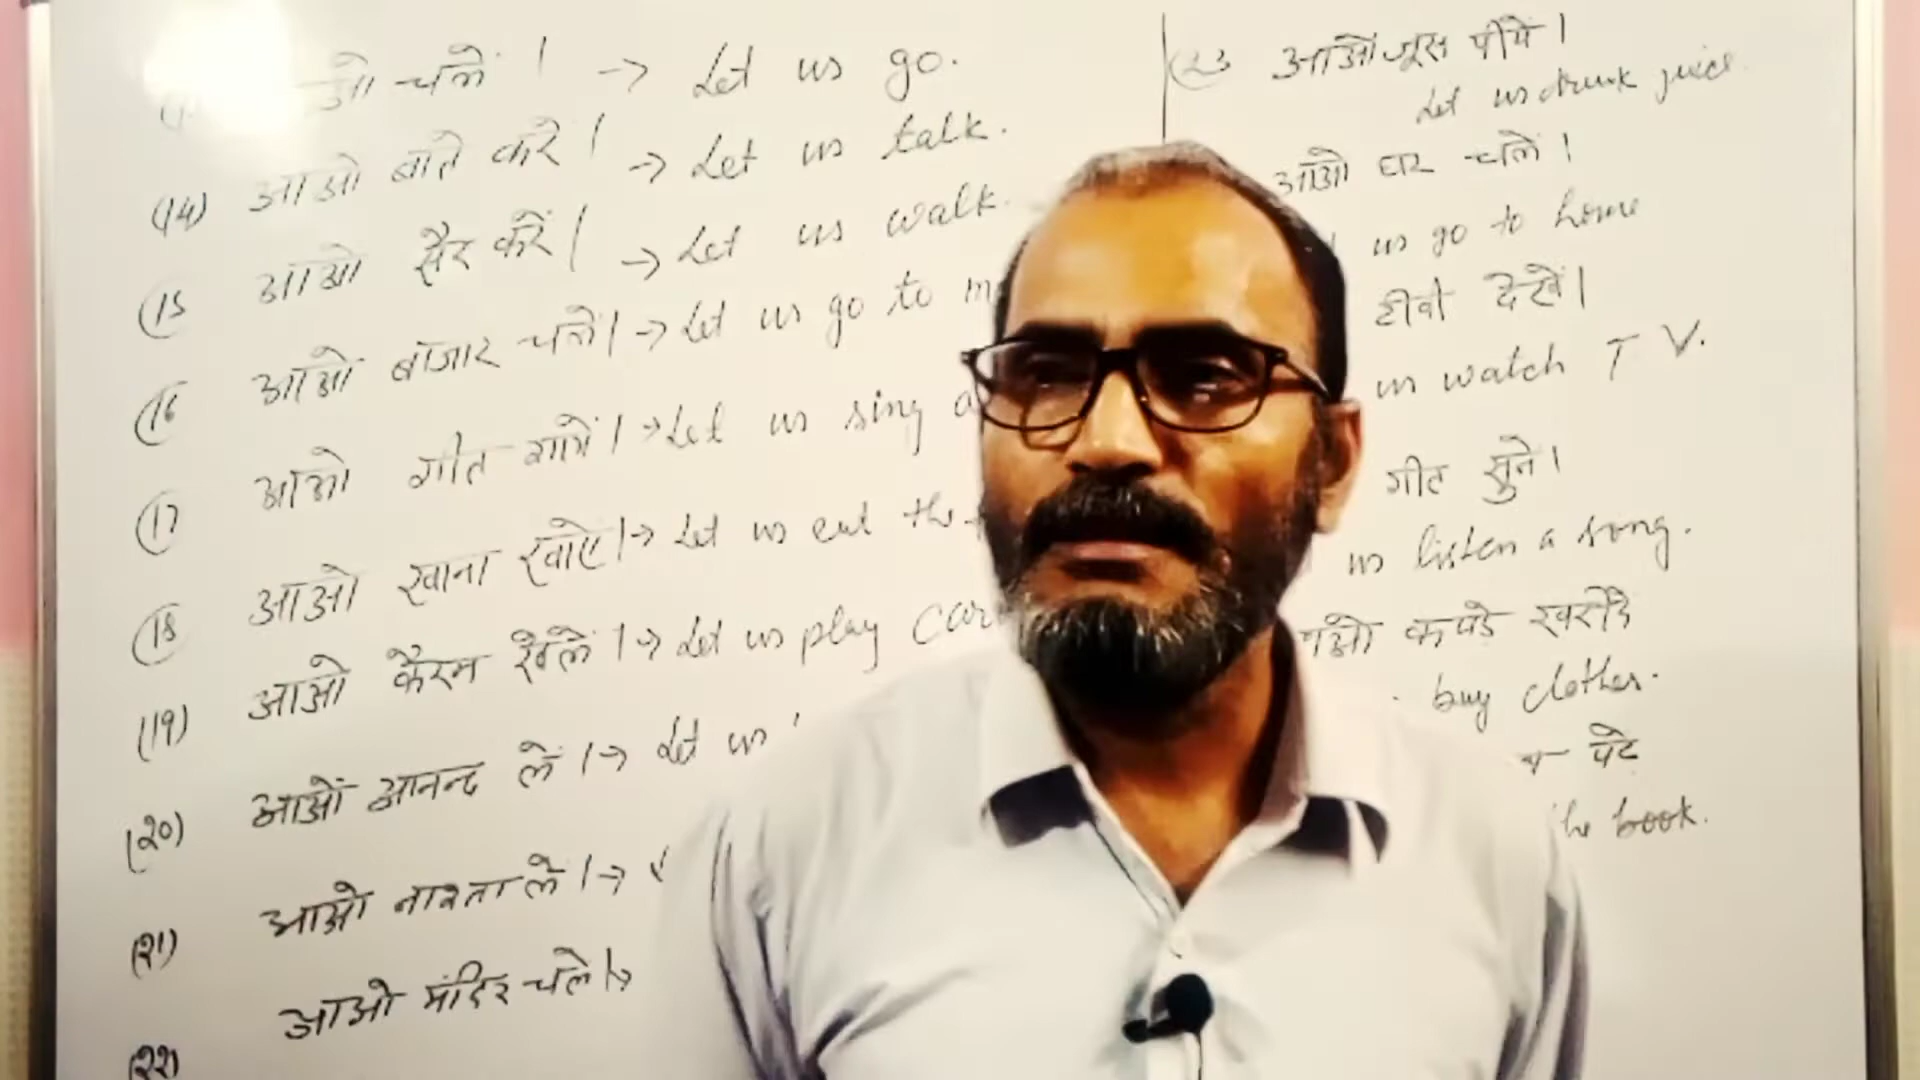 ओ चलें । → Let us go.
(14) आओ बाते करें । → Let us talk.
(15 आओ सैर करें । → Let us walk.
(16 आओं बाजार चलें । → Let us go to m
(17 आओ गीत गायें । → Let us sing a
(18 आओ खाना खाए । → Let us eat the
(19) आओ कैरम खेलें । → Let us play Car
(20) आओं आनन्द लें । → Let us
(21) आओ नाश्ता लें । →
(22) आओ मंदिर चलें ।→
(23 आओं जूस पीये ।
Let us drunk juice.
आओ घर चलें ।
us go to home
टीवी देखें ।
us watch T V.
गीत सुने ।
us listen a song.
ओ कपडे खरीदे
buy clothes.
the book.